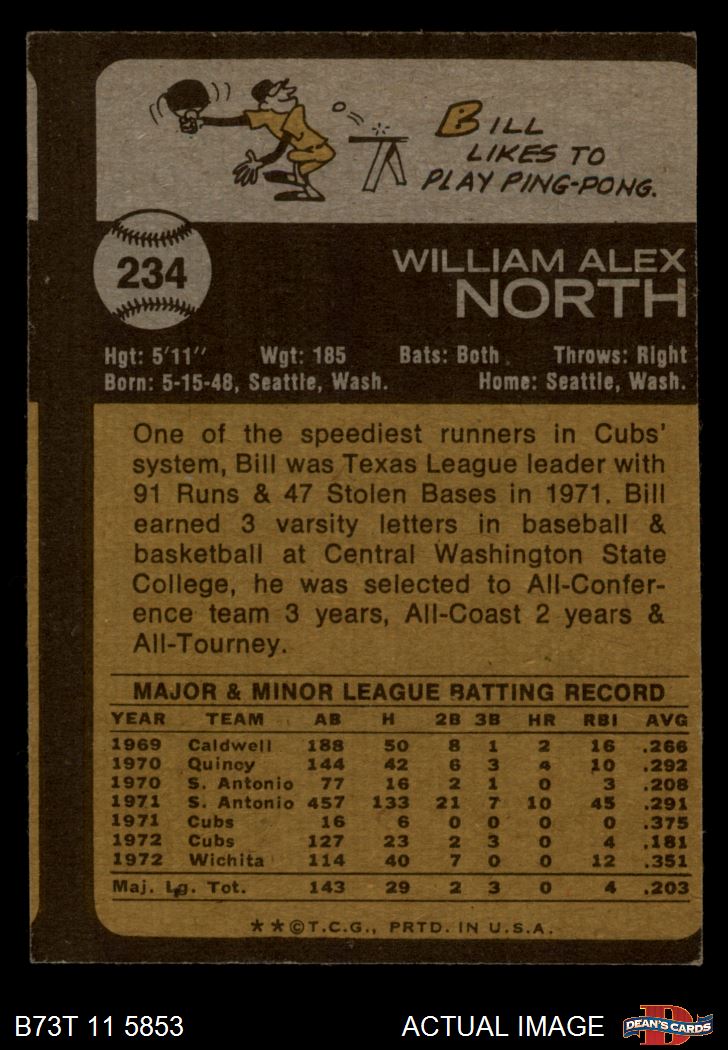 BILL
LIKES TO
PLAY PING-PONG.
234
WILLIAM ALEX
NORTH
Hgt: 5'11" Wgt: 185 Bats: Both Throws: Right
Born: 5-15-48, Seattle, Wash. Home: Seattle, Wash.
One of the speediest runners in Cubs'
system, Bill was Texas League leader with
91 Runs & 47 Stolen Bases in 1971. Bill
earned 3 varsity letters in baseball &
basketball at Central Washington State
College, he was selected to All-Confer-
ence team 3 years, All-Coast 2 years &
All-Tourney.
MAJOR & MINOR LEAGUE BATTING RECORD
YEAR TEAM AB H 2B 3B HR RBI AVG
1969 Caldwell 188 50 8 1 2 16 .266
1970 Quincy 144 42 6 3 4 10 .292
1970 S. Antonio 77 16 2 1 0 3 .208
1971 S. Antonio 457 133 21 7 10 45 .291
1971 Cubs 16 6 0 0 0 0 .375
1972 Cubs 127 23 2 3 0 4 .181
1972 Wichita 114 40 7 0 0 12 .351
Maj. Lg. Tot. 143 29 2 3 0 4 .203
★★©T.C.G., PRTD. IN U.S.A.
B73T 11 5853 ACTUAL IMAGE D DEAN'S CARDS